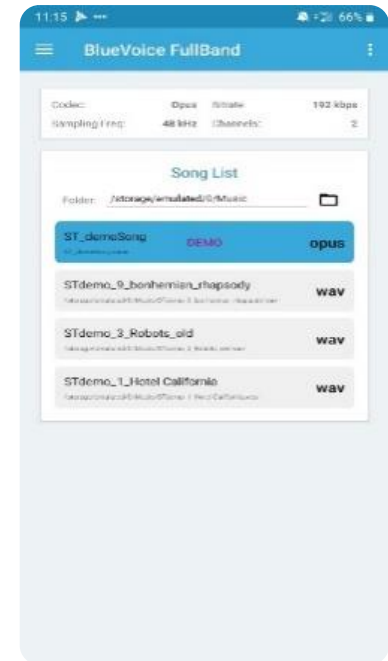 11:15 66%
BlueVoice FullBand
Codec: Opus Bitrate: 192 kbps
Sampling Freq: 48 kHz Channels: 2
Song List
Folder: /storage/emulated/0/Music
ST_demoSong DEMO opus
STdemo_9_bonhemian_rhapsody wav
STdemo_3_Robots_old wav
STdemo_1_Hotel California wav